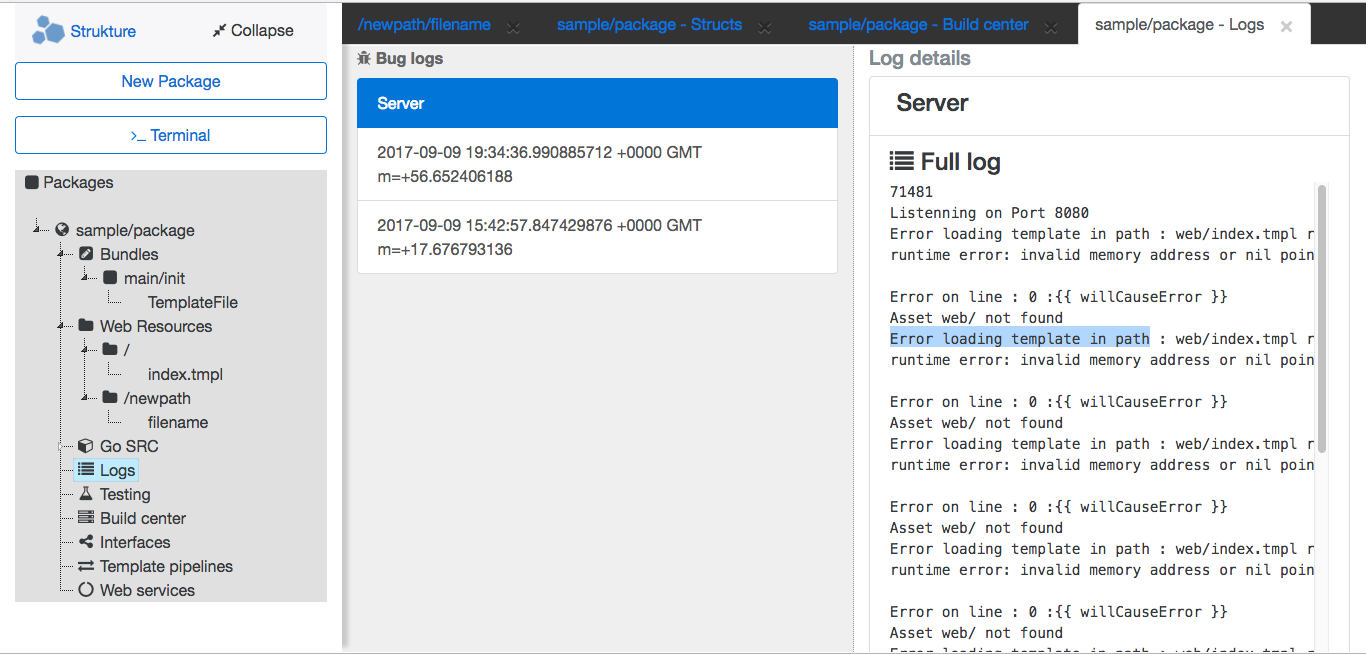 Strukture
Collapse
New Package
>_ Terminal
Packages
sample/package
Bundles
main/init
TemplateFile
Web Resources
/
index.tmpl
/newpath
filename
Go SRC
Logs
Testing
Build center
Interfaces
Template pipelines
Web services
/newpath/filename
sample/package - Structs
sample/package - Build center
sample/package - Logs
Bug logs
Server
2017-09-09 19:34:36.990885712 +0000 GMT
m=+56.652406188
2017-09-09 15:42:57.847429876 +0000 GMT
m=+17.676793136
Log details
Server
Full log
71481
Listenning on Port 8080
Error loading template in path : web/index.tmpl r
runtime error: invalid memory address or nil poin
Error on line : 0 :{{ willCauseError }}
Asset web/ not found
Error loading template in path : web/index.tmpl r
runtime error: invalid memory address or nil poin
Error on line : 0 :{{ willCauseError }}
Asset web/ not found
Error loading template in path : web/index.tmpl r
runtime error: invalid memory address or nil poin
Error on line : 0 :{{ willCauseError }}
Asset web/ not found
Error loading template in path : web/index.tmpl r
runtime error: invalid memory address or nil poin
Error on line : 0 :{{ willCauseError }}
Asset web/ not found